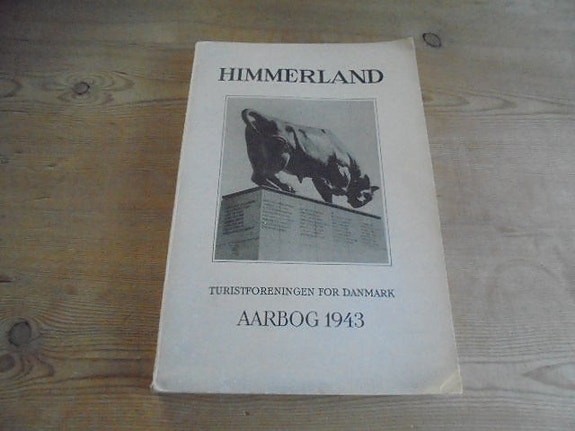 HIMMERLAND
TURISTFORENINGEN FOR DANMARK
AARBOG 1943